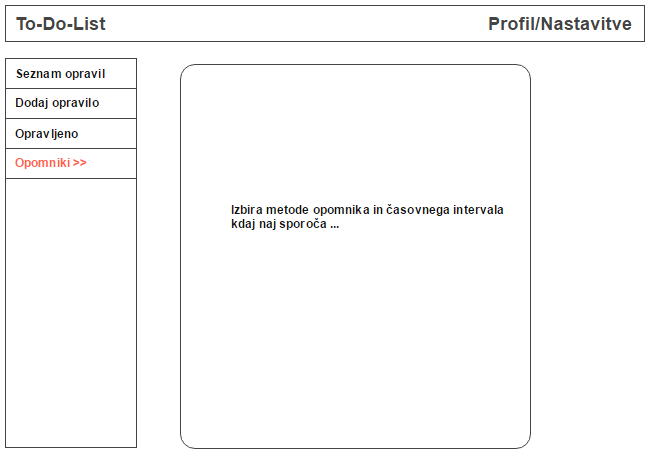 To-Do-List
Profil/Nastavitve
Seznam opravil
Dodaj opravilo
Opravljeno
Opomniki >>
Izbira metode opomnika in časovnega intervala
kdaj naj sporoča ...